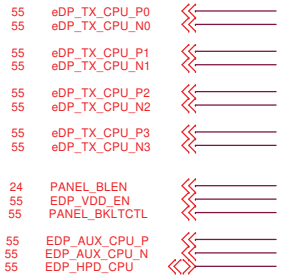 55 eDP_TX_CPU_P0
55 eDP_TX_CPU_N0
55 eDP_TX_CPU_P1
55 eDP_TX_CPU_N1
55 eDP_TX_CPU_P2
55 eDP_TX_CPU_N2
55 eDP_TX_CPU_P3
55 eDP_TX_CPU_N3
24 PANEL_BLEN
55 EDP_VDD_EN
55 PANEL_BKLTCTL
55 EDP_AUX_CPU_P
55 EDP_AUX_CPU_N
55 EDP_HPD_CPU